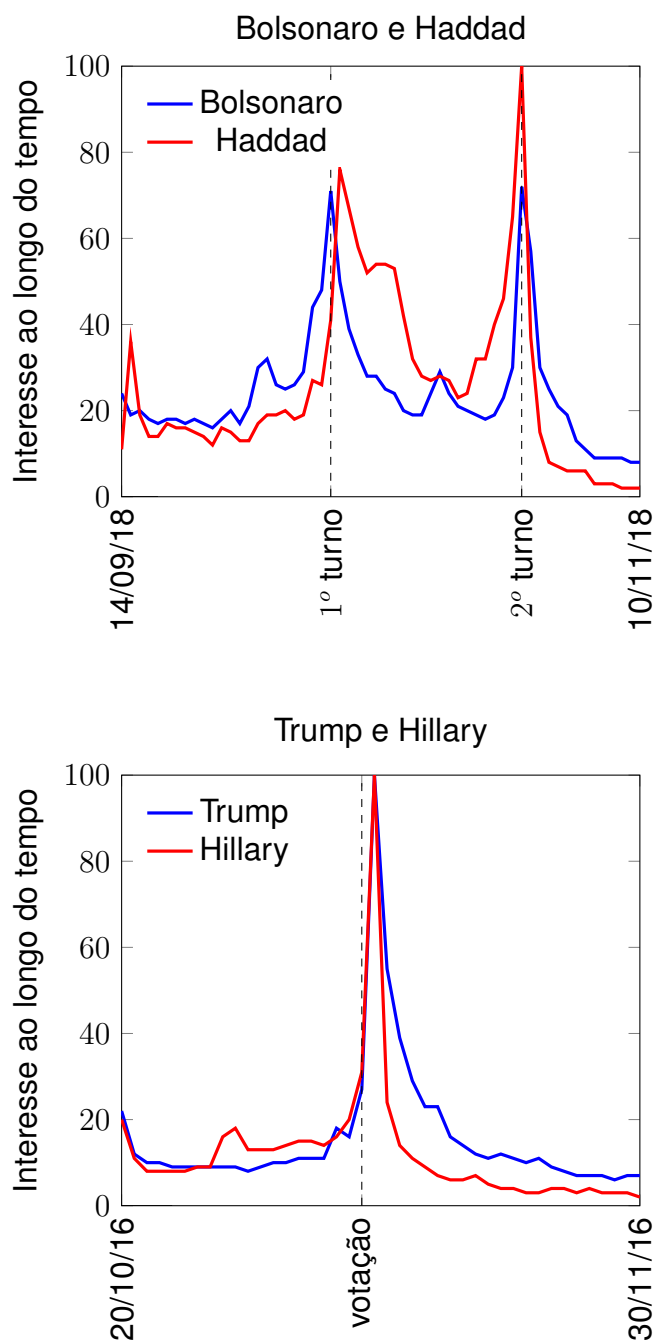 Bolsonaro e Haddad
Interesse ao longo do tempo
100
80
60
40
20
0
Bolsonaro
Haddad
14/09/18
1º turno
2º turno
10/11/18
Trump e Hillary
Interesse ao longo do tempo
100
80
60
40
20
0
Trump
Hillary
20/10/16
votação
30/11/16